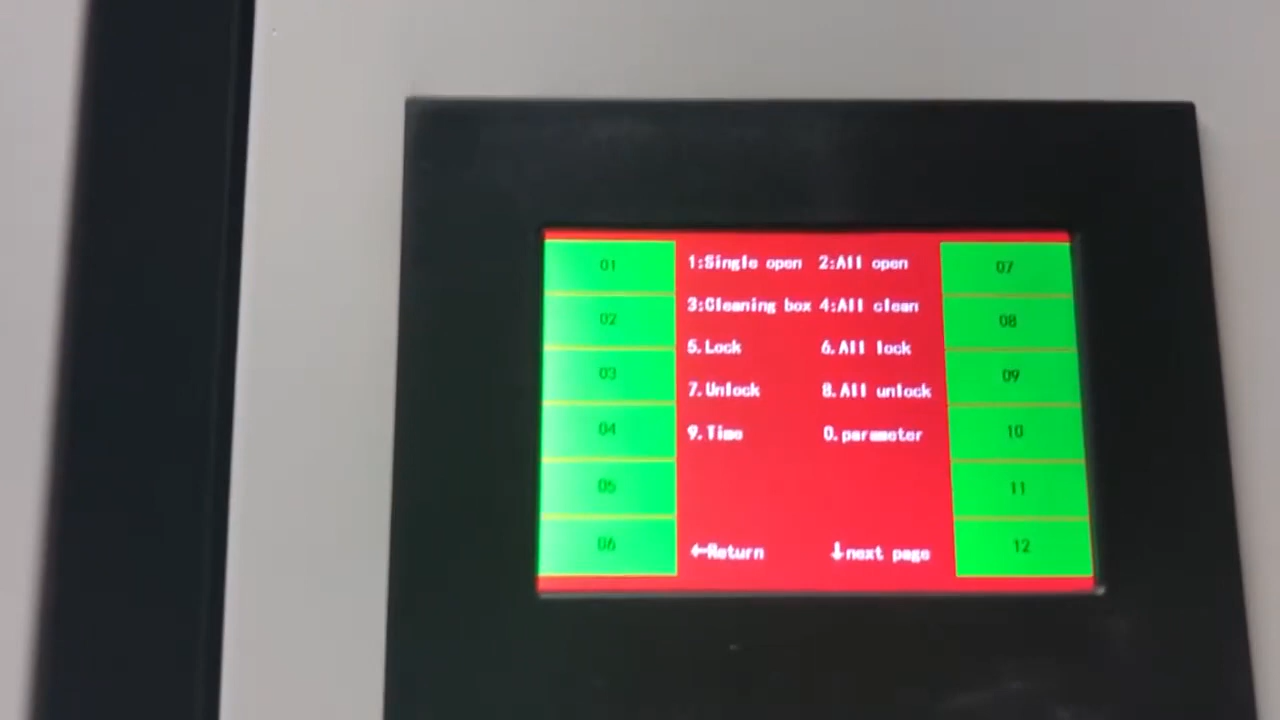 01 1:Single open 2:All open 07
02 3:Cleaning box 4:All clean 08
03 5.Lock 6.All lock 09
04 7.Unlock 8.All unlock 10
05 9.Time 0.parameter 11
06 ←Return ↓next page 12